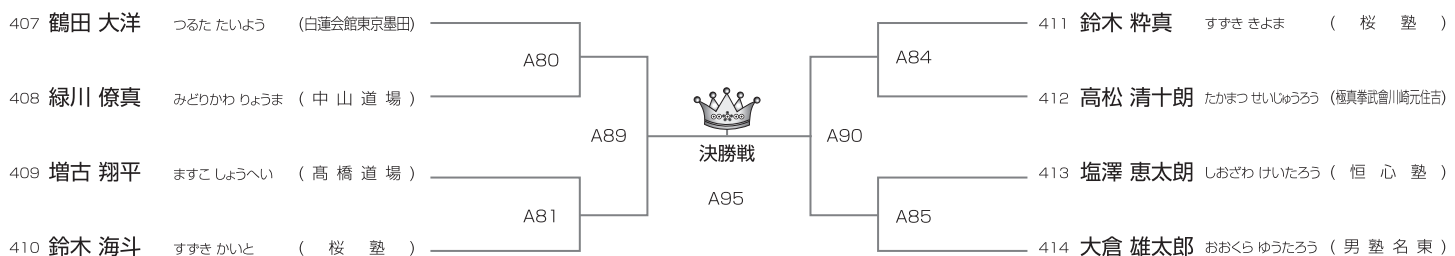 407 鶴田 大洋 つるた たいよう (白蓮会館東京墨田)
A80
408 緑川 僚真 みどりかわ りょうま (中山道場)
A89
409 増古 翔平 ますこ しょうへい (髙橋道場)
A81
410 鈴木 海斗 すずき かいと (桜塾)
決勝戦
A95
411 鈴木 粋真 すずき きよま (桜塾)
A84
412 高松 清十朗 たかまつ せいじゅうろう (極真拳武會川崎元住吉)
A90
413 塩澤 恵太朗 しおざわ けいたろう (恒心塾)
A85
414 大倉 雄太郎 おおくら ゆうたろう (男塾名東)